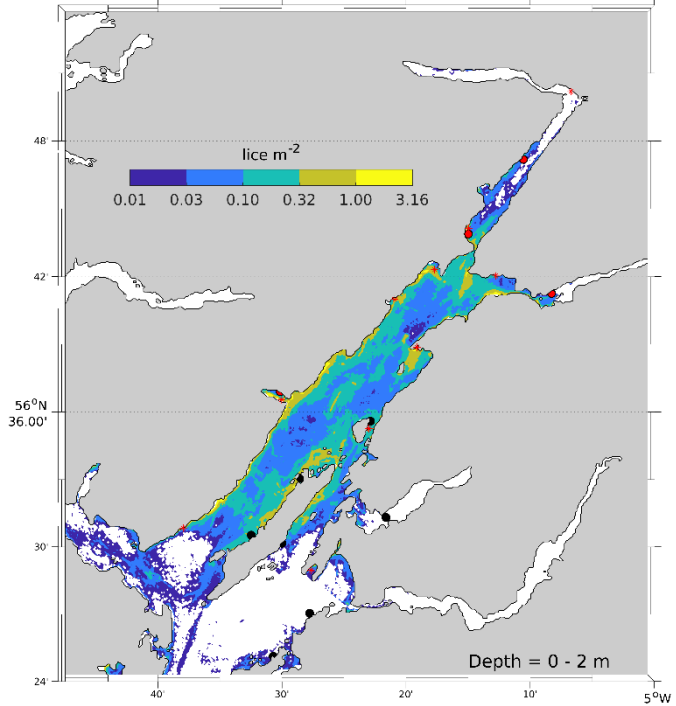 48'
lice m⁻²
0.01 0.03 0.10 0.32 1.00 3.16
42'
56°N
36.00'
30'
Depth = 0 - 2 m
24'
40' 30' 20' 10' 5°W